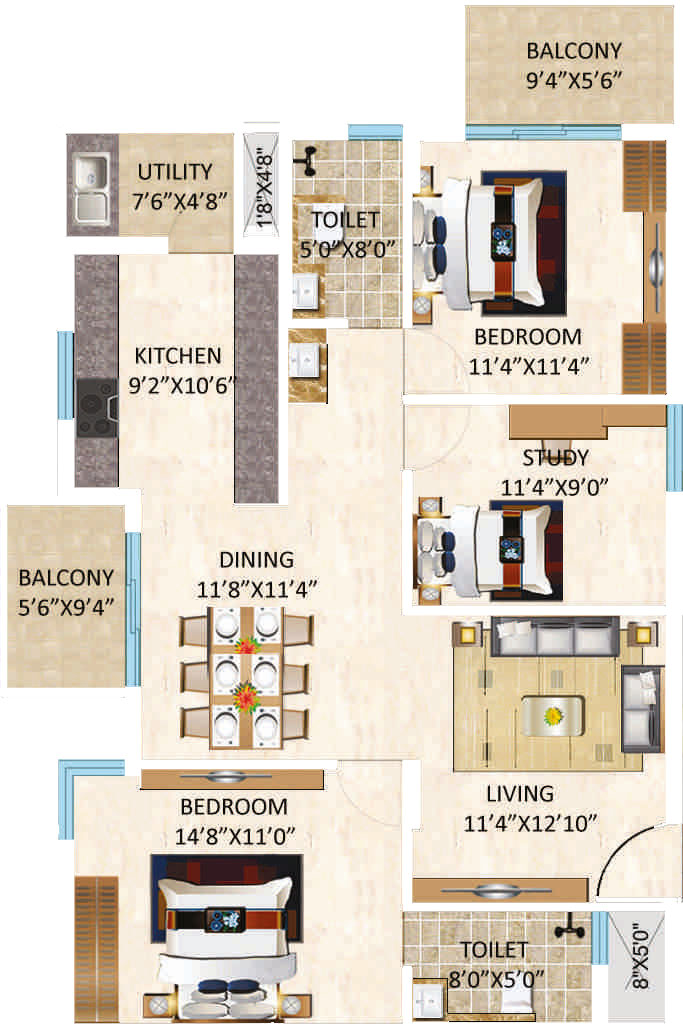 BALCONY
9’4”X5’6”
UTILITY
7’6”X4’8”
1'8"X4'8"
TOILET
5’0”X8’0”
BEDROOM
11’4”X11’4”
KITCHEN
9’2”X10’6”
STUDY
11’4”X9’0”
DINING
11’8”X11’4”
BALCONY
5’6”X9’4”
LIVING
11’4”X12’10”
BEDROOM
14’8”X11’0”
TOILET
8’0”X5’0”
8"X5'0"